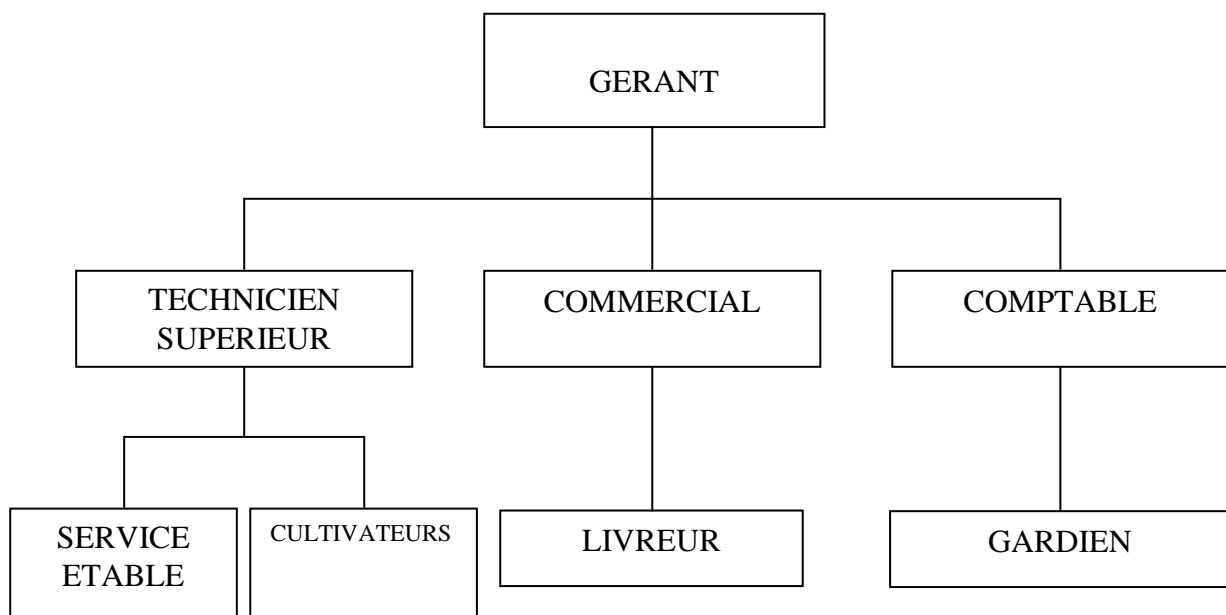 GERANT
TECHNICIEN
SUPERIEUR
COMMERCIAL
COMPTABLE
SERVICE
ETABLE
CULTIVATEURS
LIVREUR
GARDIEN